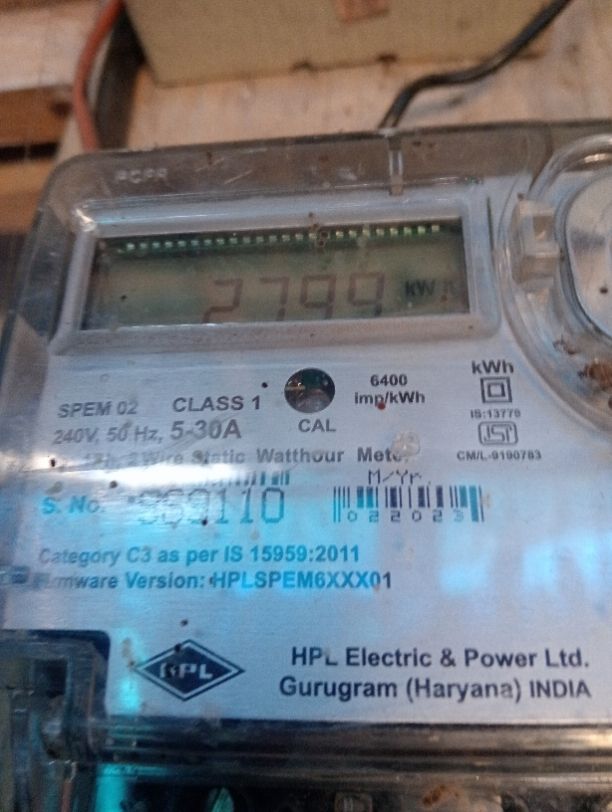 2799 kW
SPEM 02 CLASS 1
6400
imp/kWh
kWh
240V, 50 Hz, 5-30A
CAL
IS:13779
ISI
Wire Static Watthour Meter
CM/L-9190783
M/Yr.
S. No.
022023
Category C3 as per IS 15959:2011
Firmware Version: HPLSPEM6XXX01
HPL
HPL Electric & Power Ltd.
Gurugram (Haryana) INDIA